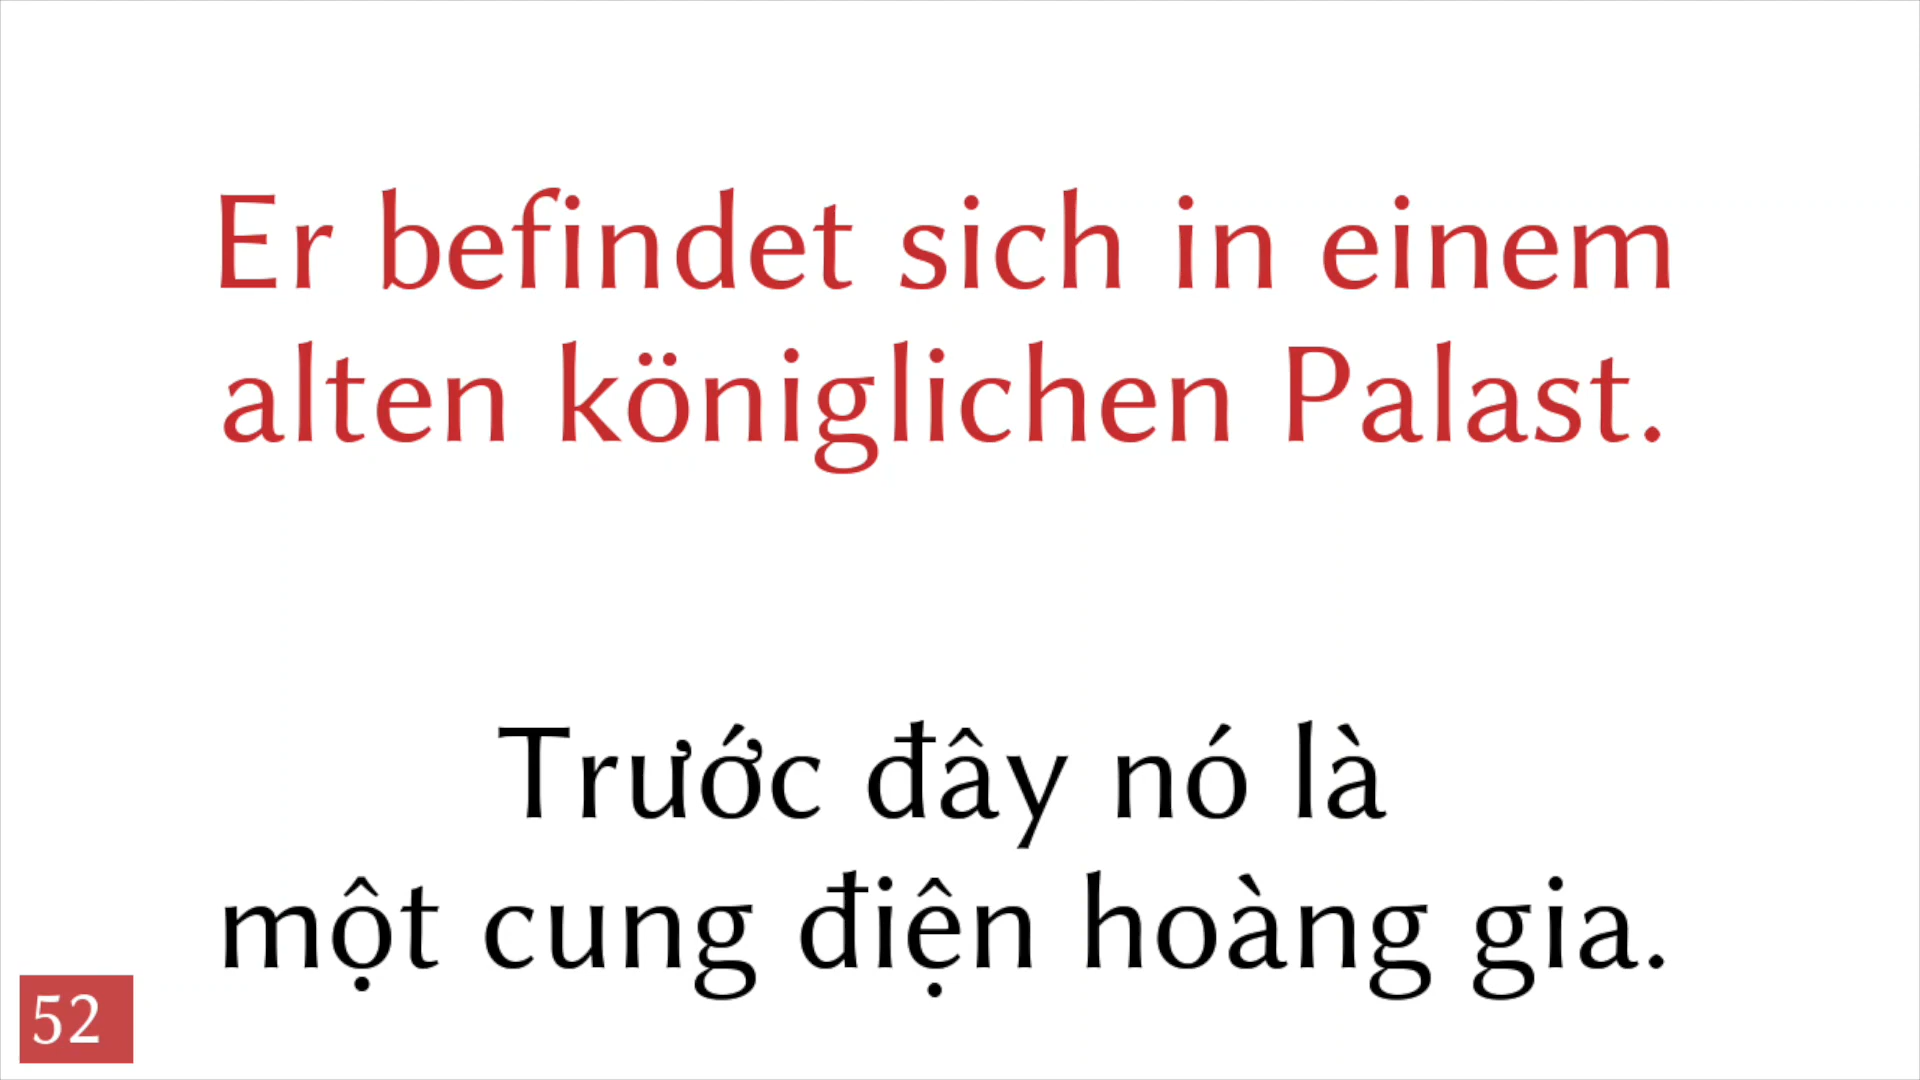 Er befindet sich in einem
alten königlichen Palast.
Trước đây nó là
một cung điện hoàng gia.
52